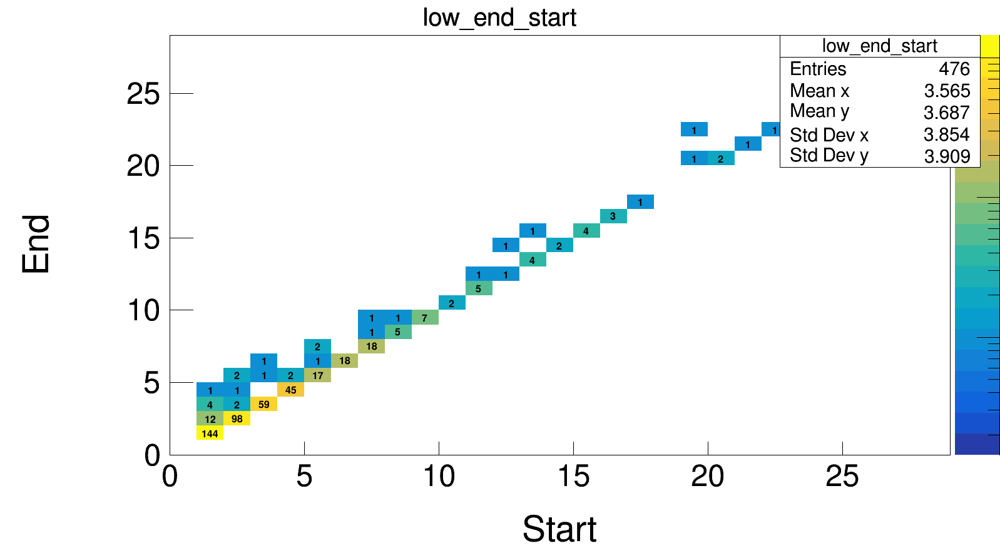 low_end_start
low_end_start
Entries 476
Mean x 3.565
Mean y 3.687
Std Dev x 3.854
Std Dev y 3.909
25
20
15
10
5
0
End
1 1
1
1 2
1
3
1 4
1 2
4
1 1
5
2
1 1 7
1 5
2 18
1 1 18
2 1 2 17
1 1 45
4 2 59
12 98
144
0 5 10 15 20 25
Start